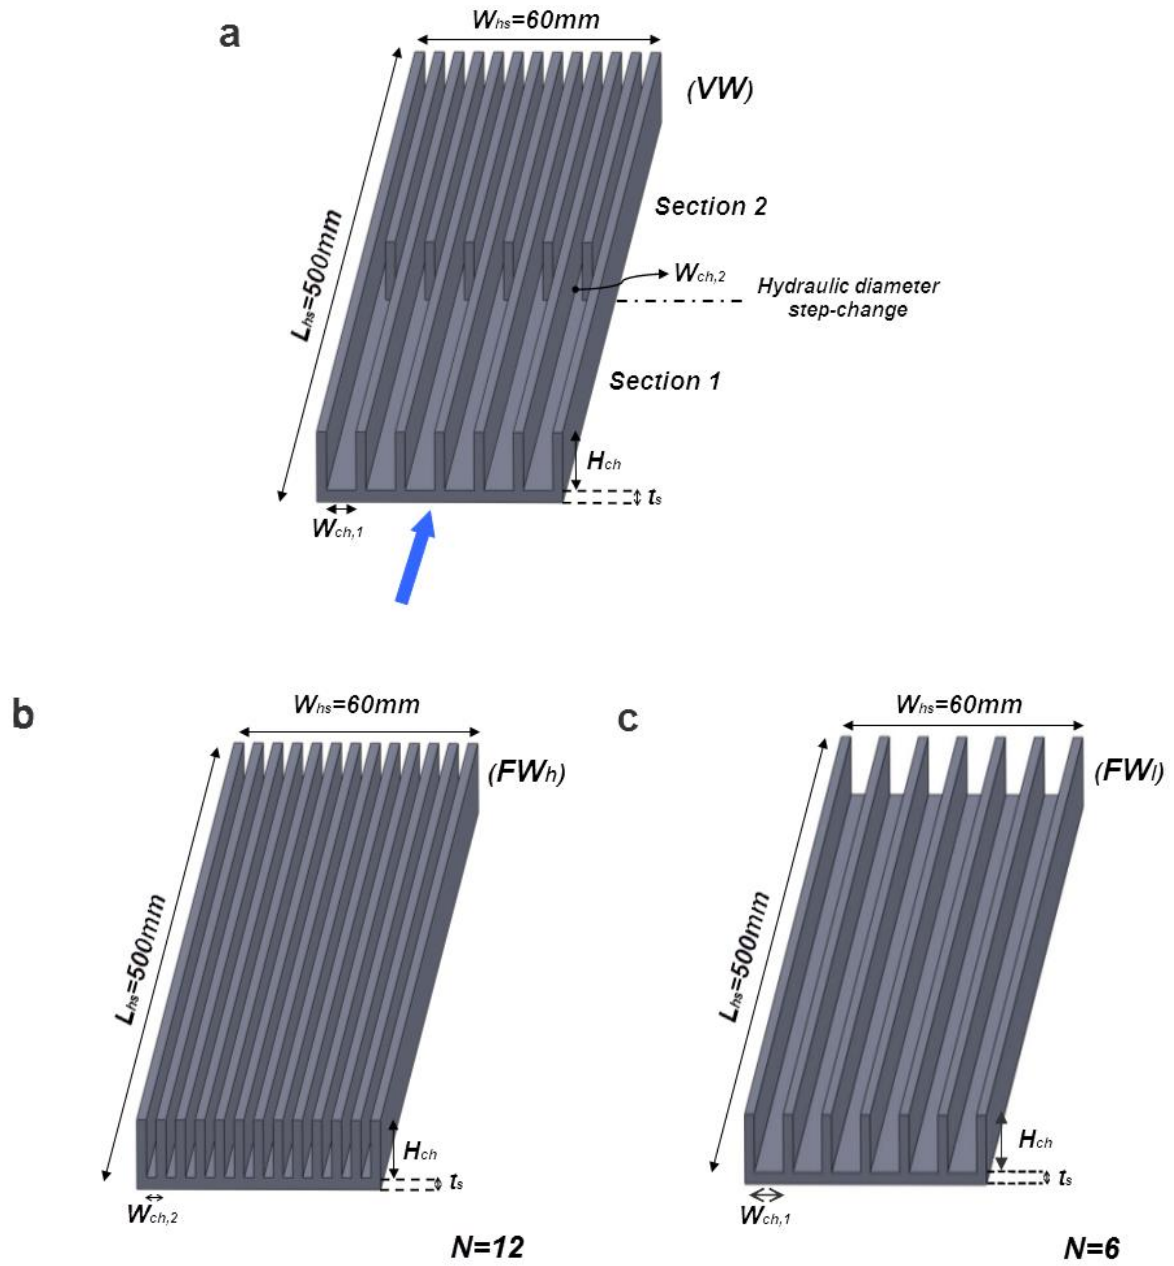 a
Whs=60mm
(VW)
Lhs=500mm
Section 2
Wch,2
Hydraulic diameter
step-change
Section 1
Hch
ts
Wch,1
b
Whs=60mm
(FWh)
Lhs=500mm
Hch
ts
Wch,2
N=12
c
Whs=60mm
(FWl)
Lhs=500mm
Hch
ts
Wch,1
N=6